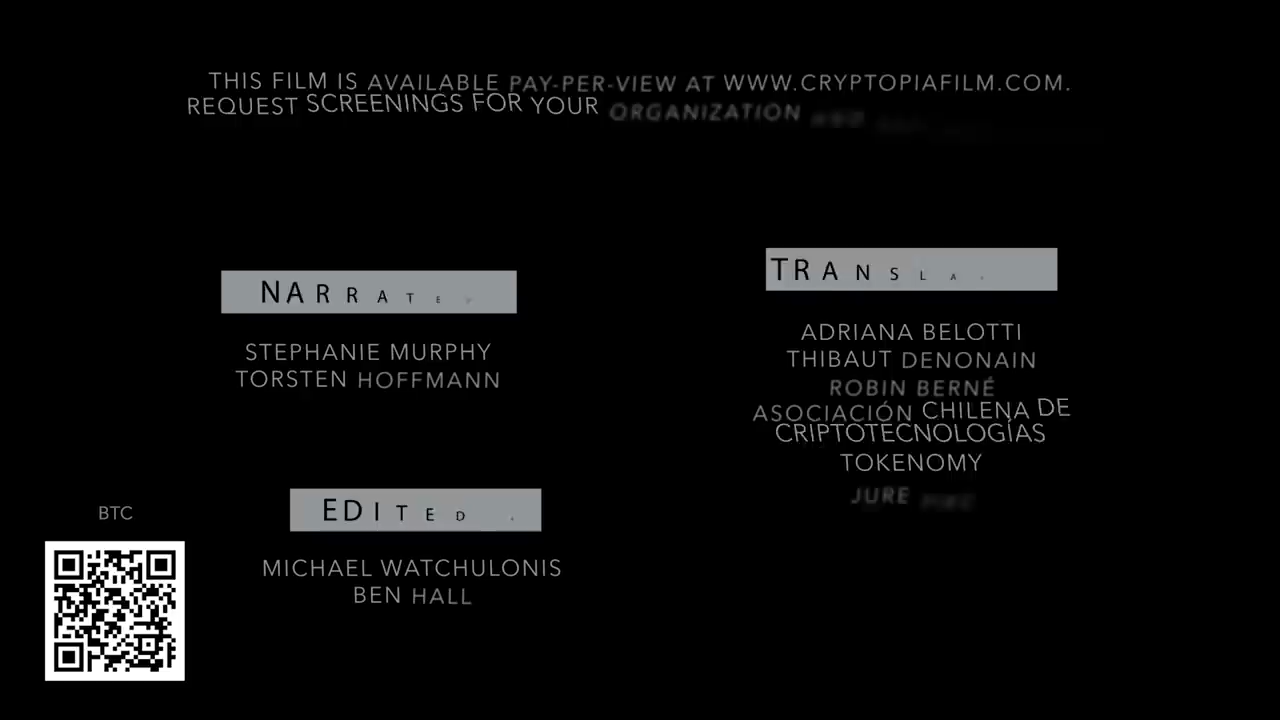 THIS FILM IS AVAILABLE PAY-PER-VIEW AT WWW.CRYPTOPIAFILM.COM.
REQUEST SCREENINGS FOR YOUR ORGANIZATION AND
NARRATE
STEPHANIE MURPHY
TORSTEN HOFFMANN
EDITED
MICHAEL WATCHULONIS
BEN HALL
TRANSLA
ADRIANA BELOTTI
THIBAUT DENONAIN
ROBIN BERNÉ
ASOCIACIÓN CHILENA DE
CRIPTOTECNOLOGÍAS
TOKENOMY
JURE
BTC